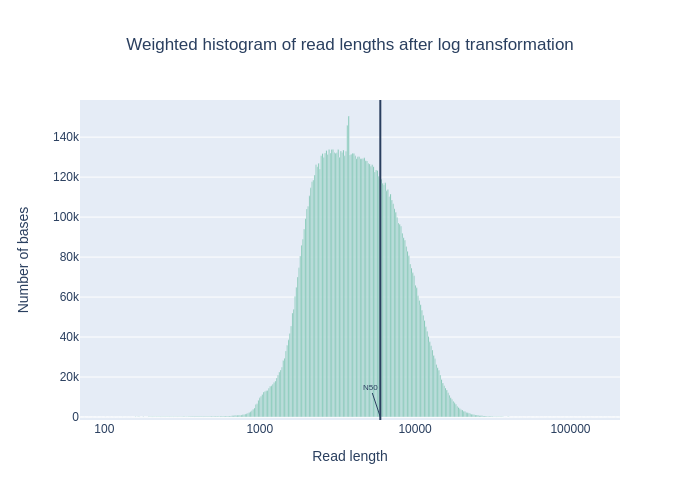 Weighted histogram of read lengths after log transformation
Number of bases
140k
120k
100k
80k
60k
40k
20k
0
N50
100
1000
10000
100000
Read length